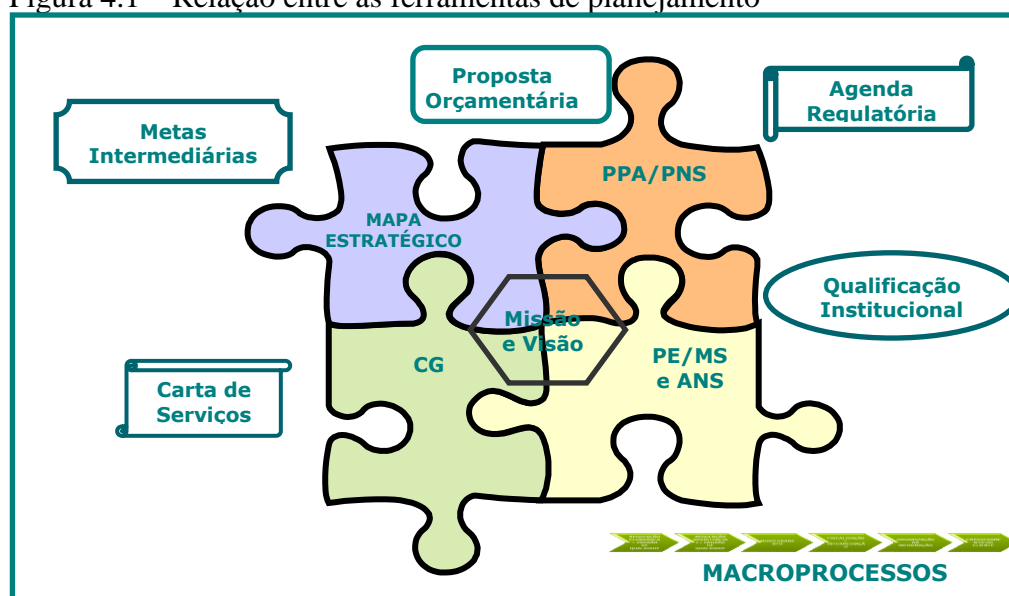 Figura 4.1 – Relação entre as ferramentas de planejamento
Proposta
Orçamentária
Agenda
Regulatória
Metas
Intermediárias
PPA/PNS
MAPA
ESTRATÉGICO
Qualificação
Institucional
Missão
e Visão
CG
PE/MS
e ANS
Carta de
Serviços
MACROPROCESSOS